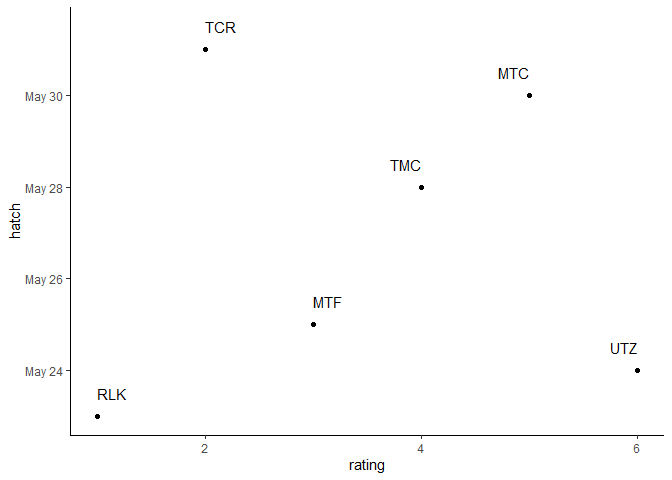 TCR
MTC
May 30
TMC
May 28
hatch
May 26
MTF
UTZ
May 24
RLK
2
4
6
rating